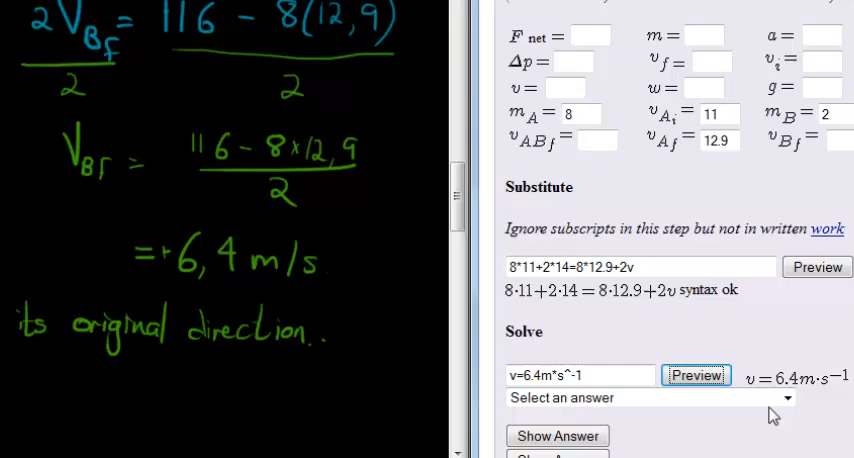 2V_Bf = 116 - 8(12,9)
2 2
V_Bf = 116 - 8×12,9
2
=+6,4 m/s
its original direction..
F net = m = a =
Δp = v_f = v_i =
v = w = g =
m_A = 8 v_A_i = 11 m_B = 2
v_ABf = v_Af = 12.9 v_Bf =
Substitute
Ignore subscripts in this step but not in written work
8*11+2*14=8*12.9+2v Preview
8·11+2·14=8·12.9+2v syntax ok
Solve
v=6.4m*s^-1 Preview v=6.4m·s⁻¹
Select an answer
Show Answer